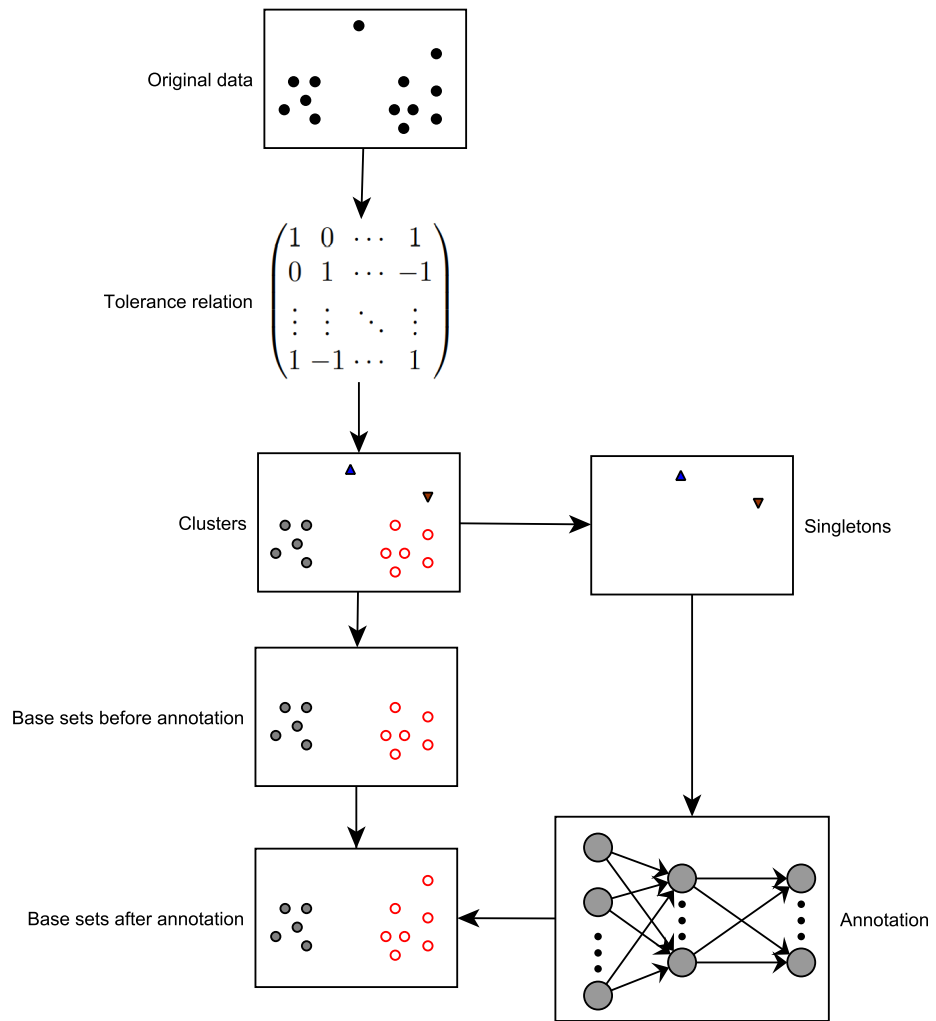 Original data
1 0 ⋯ 1
0 1 ⋯ −1
⋮ ⋮ ⋱ ⋮
1 −1 ⋯ 1
Tolerance relation
Clusters
Singletons
Base sets before annotation
Base sets after annotation
Annotation